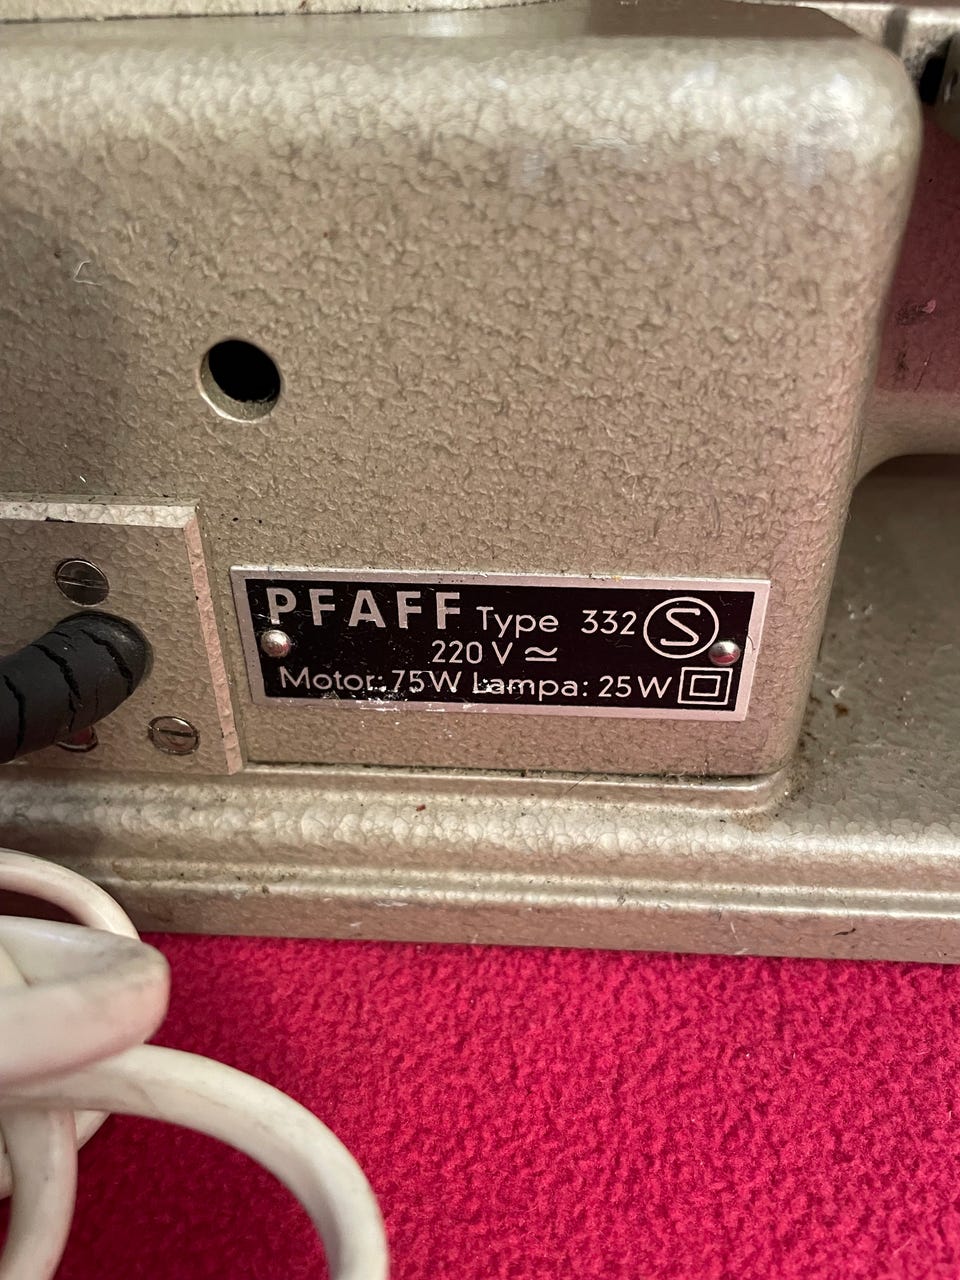 PFAFF Type 332 S
220 V ≂
Motor: 75W Lampa: 25W